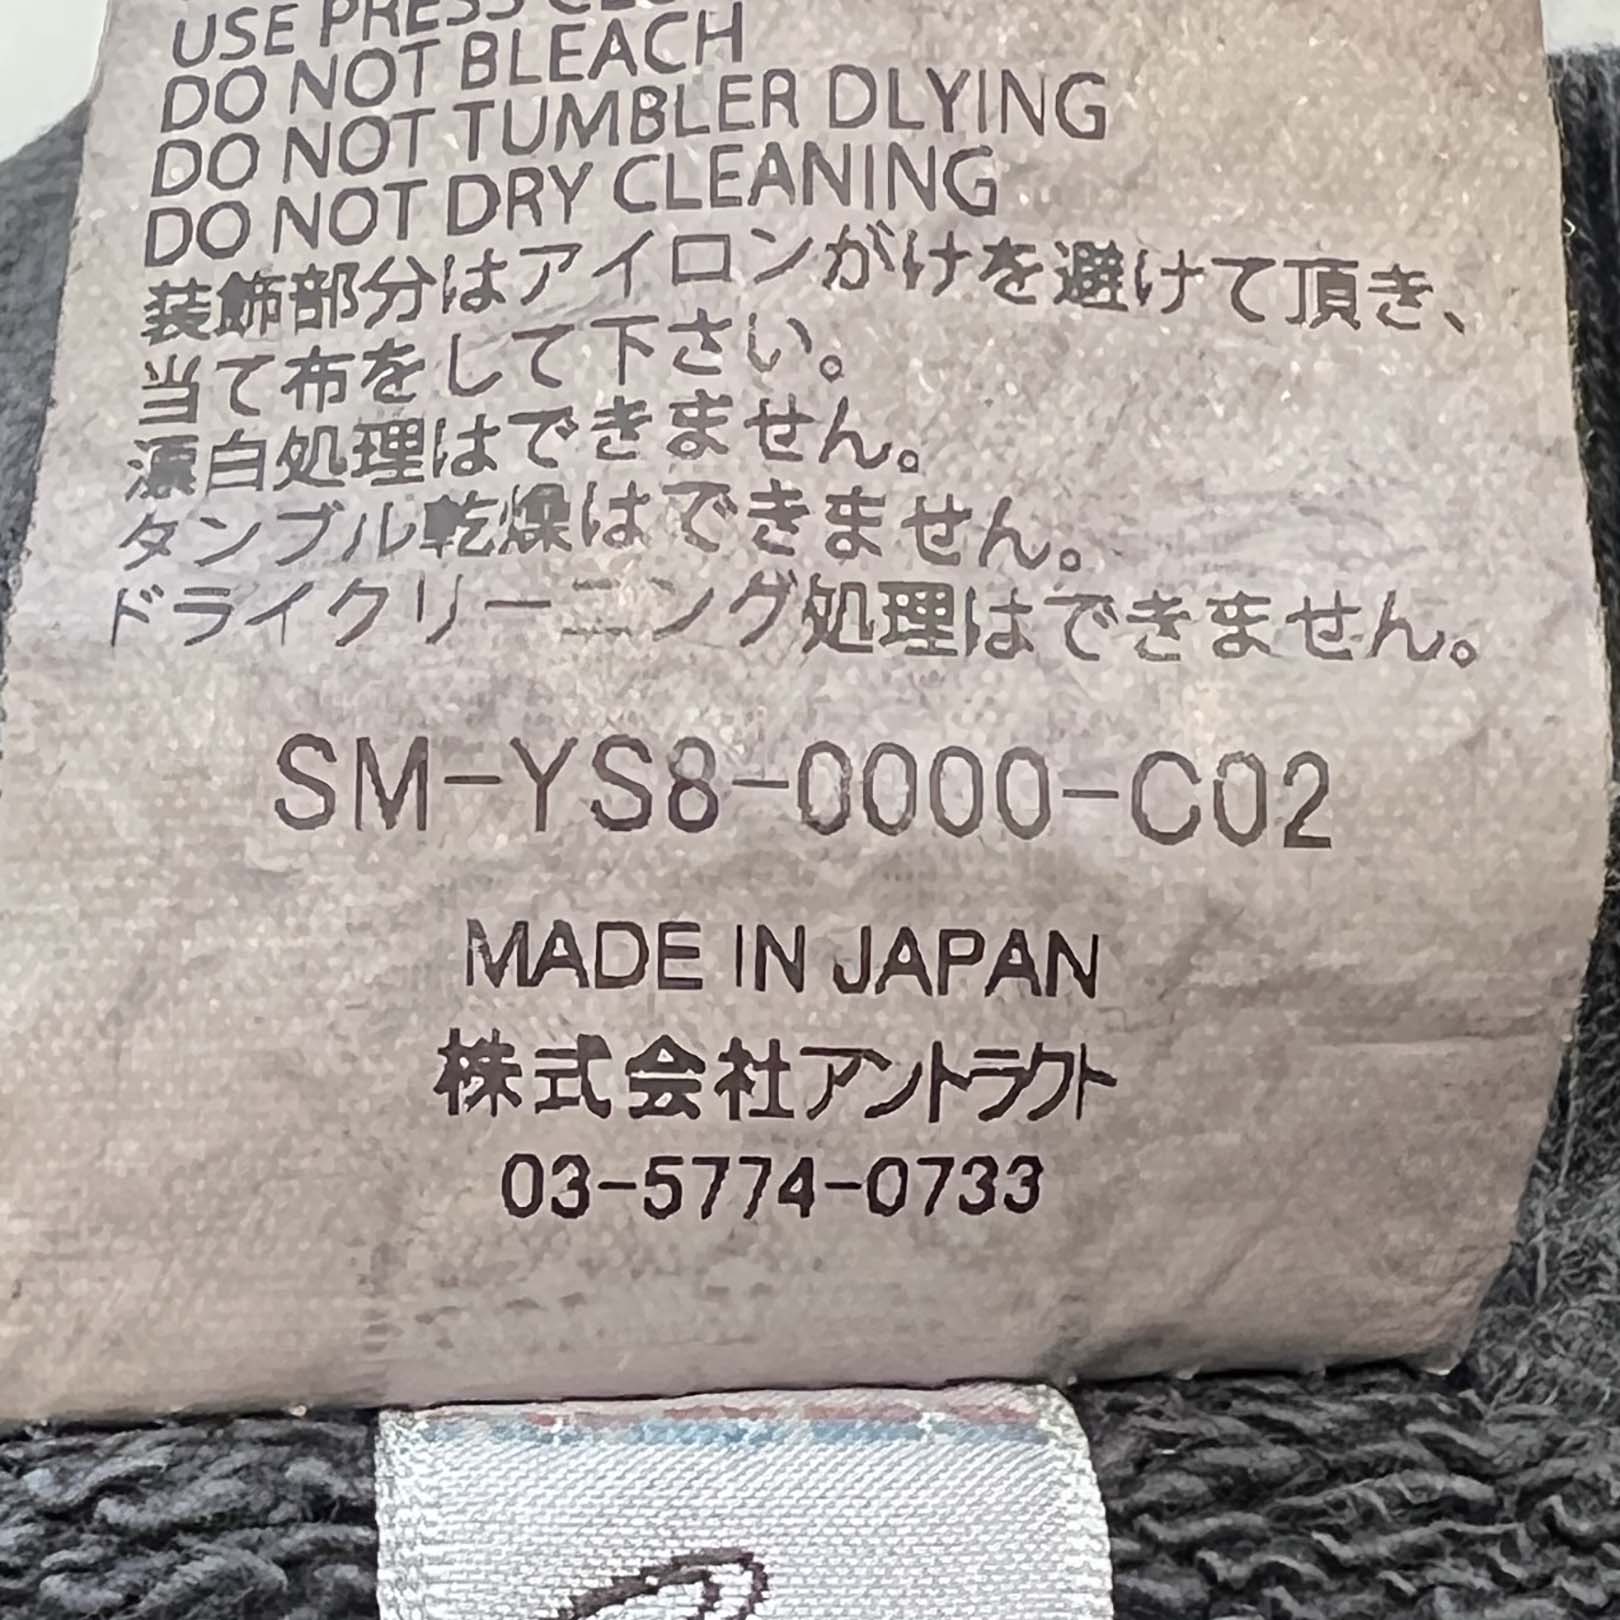 USE PRESS
DO NOT BLEACH
DO NOT TUMBLER DLYING
DO NOT DRY CLEANING
装飾部分はアイロンがけを避けて頂き、
当て布をして下さい。
漂白処理はできません。
タンブル乾燥はできません。
ドライクリーニング処理はできません。
SM-YS8-0000-C02
MADE IN JAPAN
株式会社アントラクト
03-5774-0733